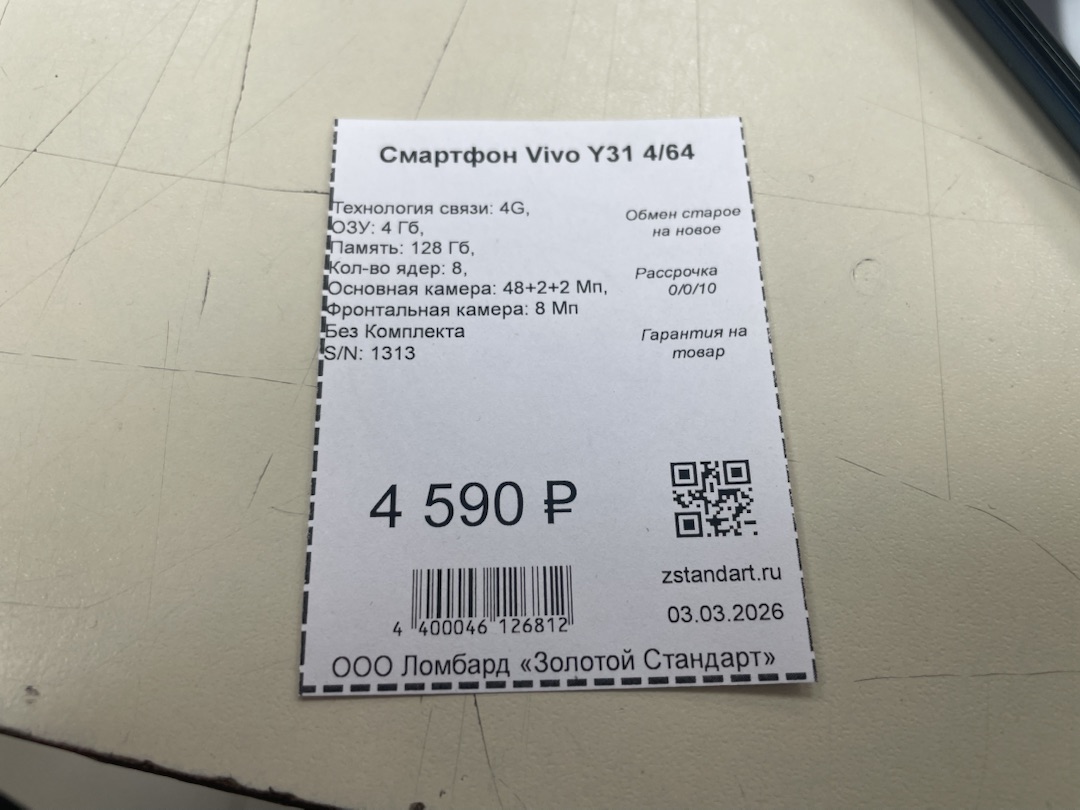 Смартфон Vivo Y31 4/64
Технология связи: 4G,
ОЗУ: 4 Гб,
Память: 128 Гб,
Кол-во ядер: 8,
Основная камера: 48+2+2 Мп,
Фронтальная камера: 8 Мп
Без Комплекта
S/N: 1313
Обмен старое
на новое
Рассрочка
0/0/10
Гарантия на
товар
4 590 ₽
4 400046 126812
zstandart.ru
03.03.2026
ООО Ломбард «Золотой Стандарт»